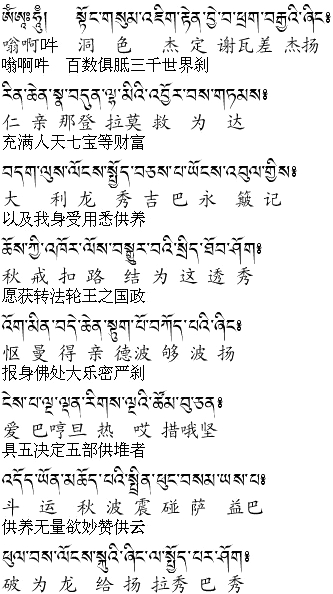 ཨོཾ་ཨཱཿཧཱུྃ། སྟོང་གསུམ་འཇིག་རྟེན་བྱེ་བ་ཕྲག་བརྒྱའི་ཞིང༔
嗡啊吽 洞 色 杰 定 谢瓦差 杰扬
嗡啊吽 百数俱胝三千世界刹
རིན་ཆེན་སྣ་བདུན་ལྷ་མིའི་འབྱོར་བས་གཏམས༔
仁 亲 那登 拉莫 救 为 达
充满人天七宝等财富
བདག་ལུས་ལོངས་སྤྱོད་བཅས་པ་ཡོངས་འབུལ་གྱིས༔
大 利龙 秀 吉 巴 永 簸 记
以及我身受用悉供养
ཆོས་ཀྱི་འཁོར་ལོས་བསྒྱུར་བའི་སྲིད་ཐོབ་ཤོག༔
秋 戒 扣 路 结 为 这 透 秀
愿获转法轮王之国政
འོག་མིན་བདེ་ཆེན་སྟུག་པོ་བཀོད་པའི་ཞིང༔
怄 曼 得 亲 德波 够 波 扬
报身佛处大乐密严刹
ངེས་པ་ལྔ་ལྡན་རིགས་ལྔའི་ཚོམ་བུ་ཅན༔
爱 巴哼旦 热 哎 措哦坚
具五决定五部供堆者
འདོད་ཡོན་མཆོད་པའི་སྤྲིན་ཕུང་བསམ་ཡས་པ༔
斗 运 秋 波 震 碰 萨 益巴
供养无量欲妙赞供云
ཕུལ་བས་ལོངས་སྐུའི་ཞིང་ལ་སྤྱོད་པར་ཤོག༔
破 为 龙 给 扬 拉秀 巴 秀